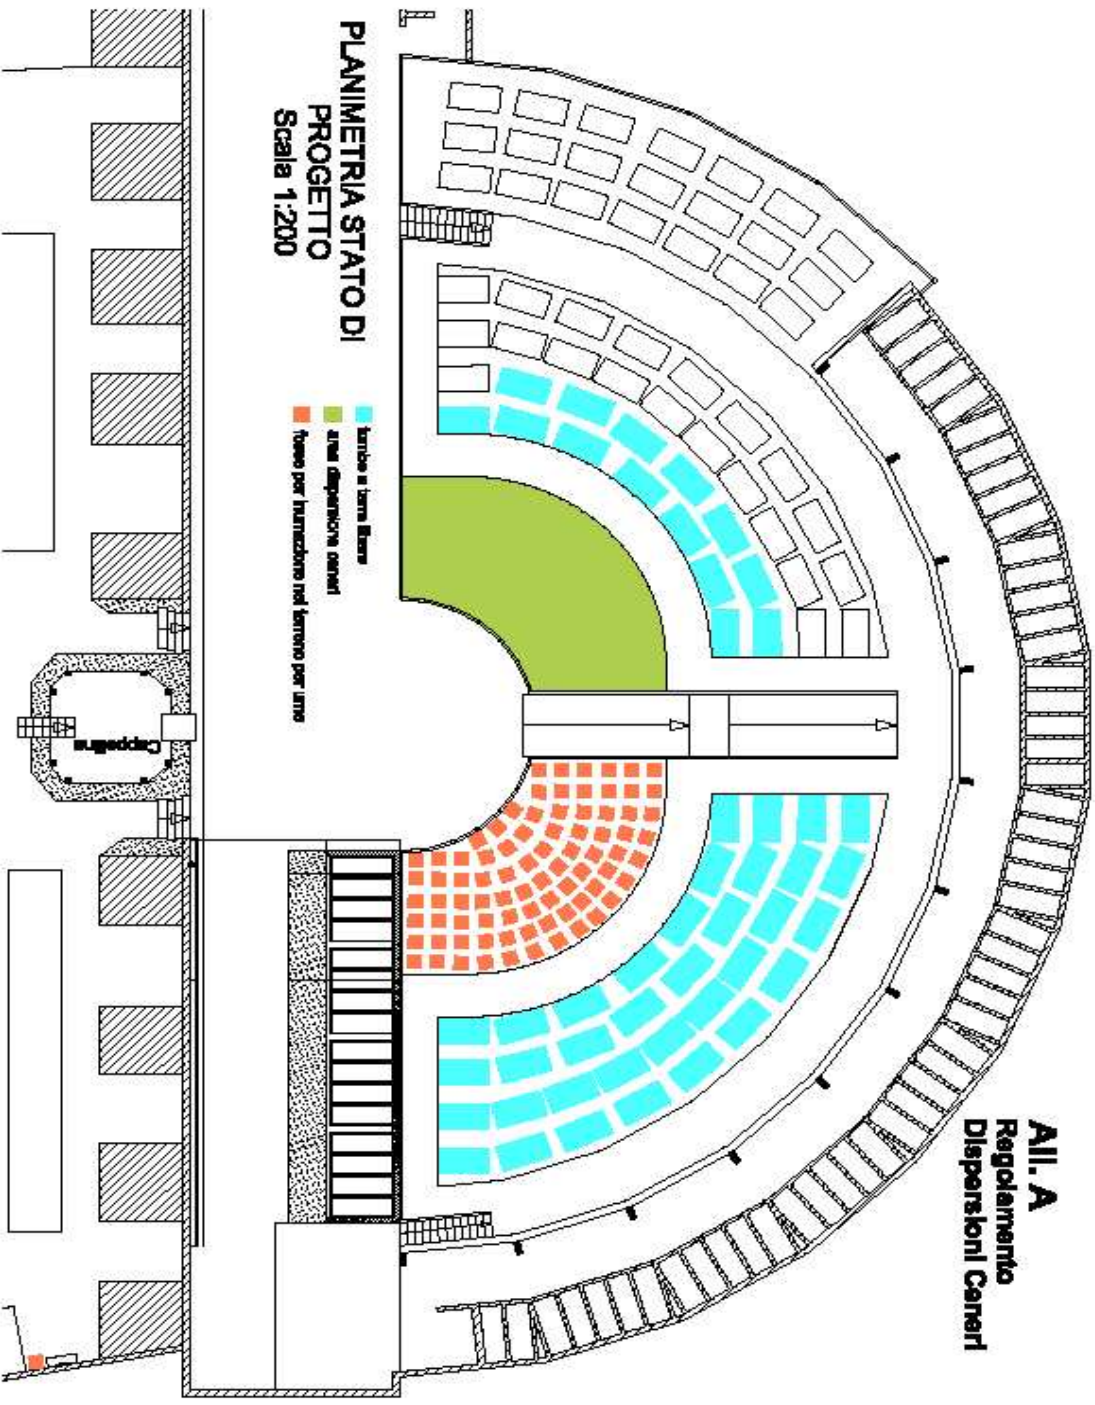 All. A
Regolamento
Dispersioni Ceneri
PLANIMETRIA STATO DI
PROGETTO
Scala 1:200
tombe a terra libere
area dispersione ceneri
fosse per inumazione nel terreno per urne
Cappellina